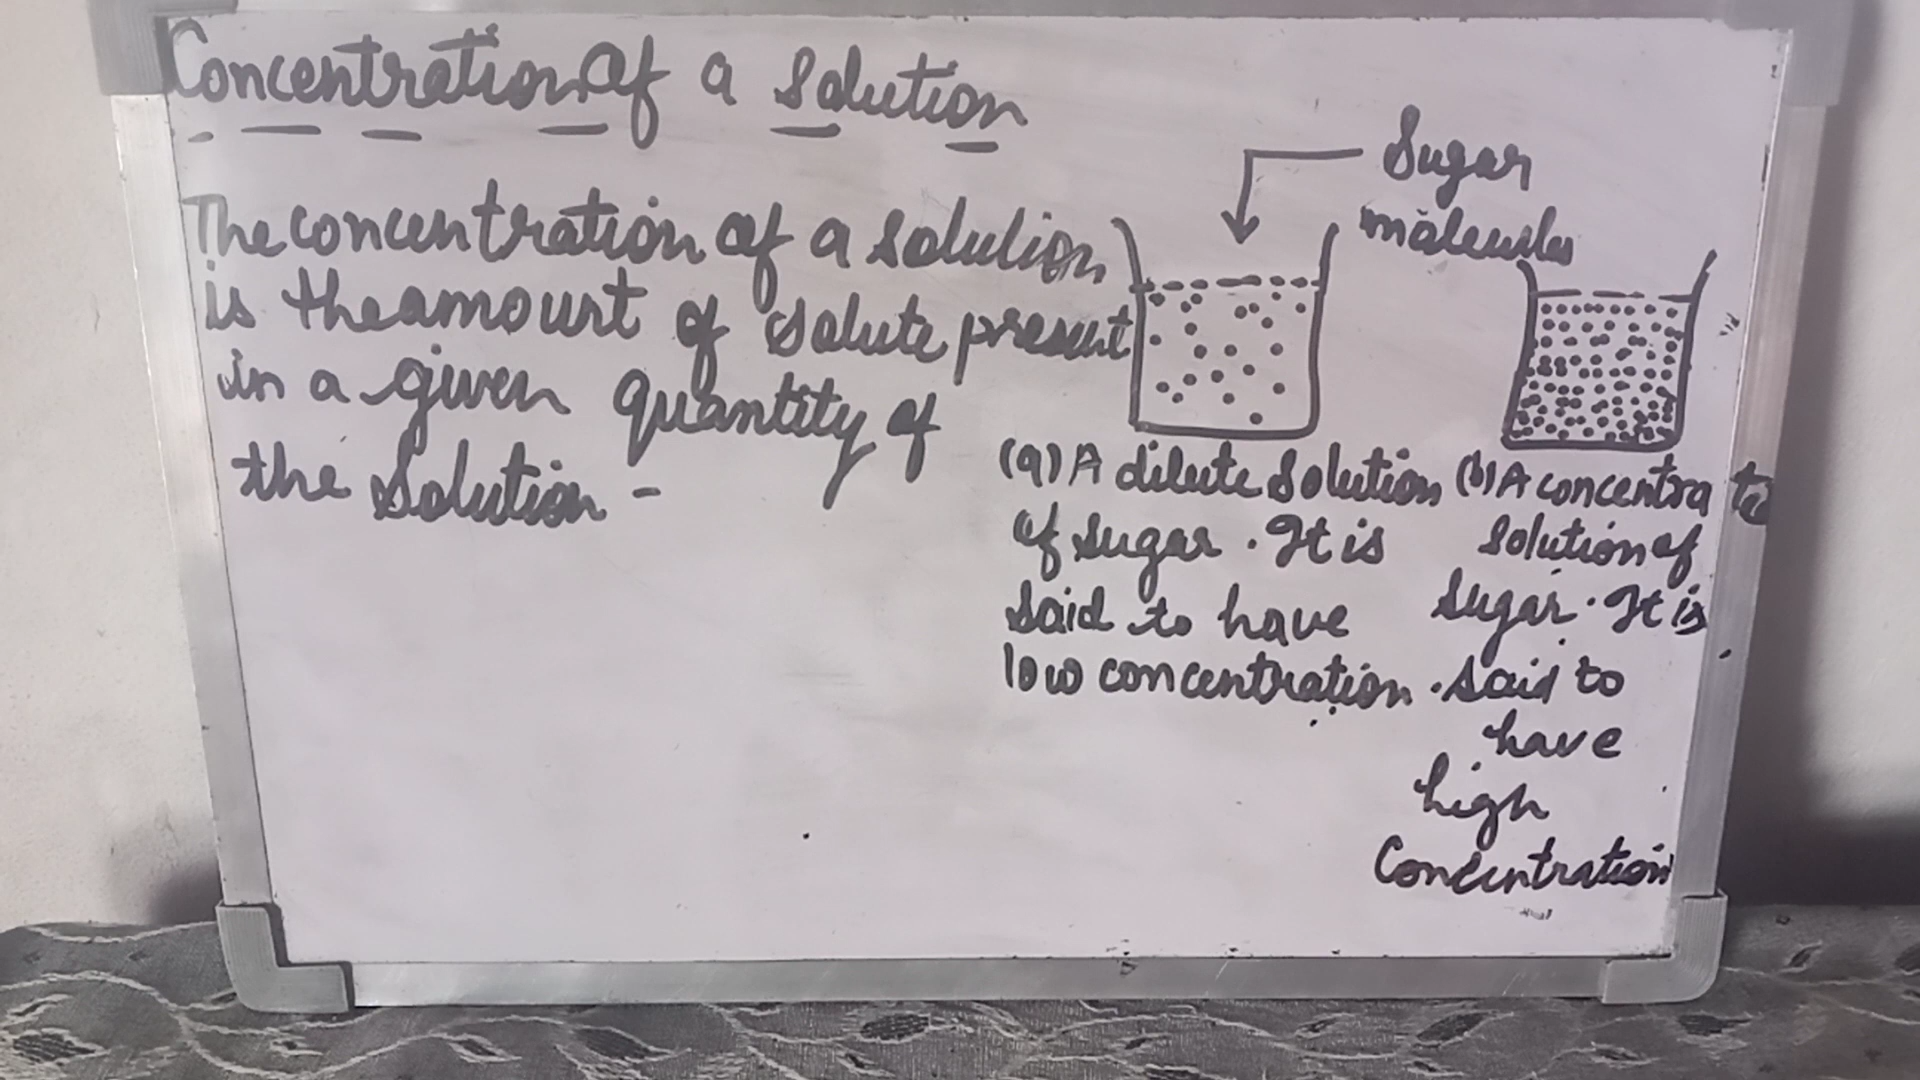 Concentration of a Solution
The concentration of a solution
is the amount of solute present
in a given quantity of
the Solution -
Sugar
molecules
(a) A dilute Solution
of sugar. It is
said to have
low concentration.
(b) A concentrate
solution of
sugar. It is
said to
have
high
Concentration